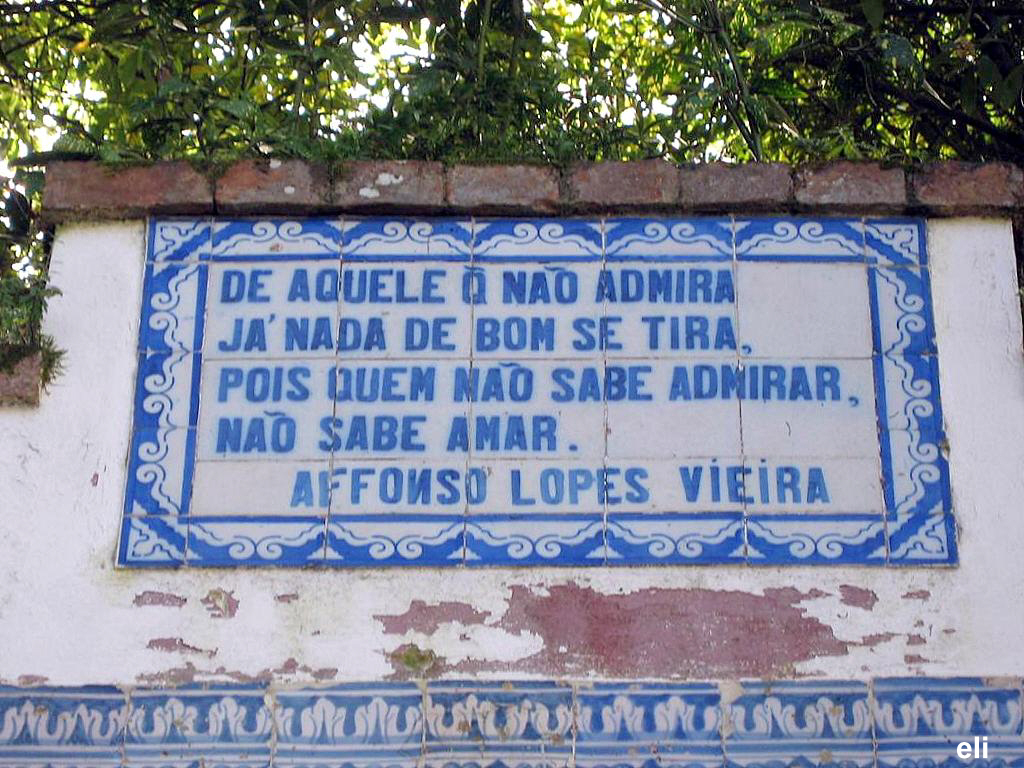 DE AQUELE Q̃ NÃO ADMIRA
JÁ NADA DE BOM SE TIRA,
POIS QUEM NÃO SABE ADMIRAR,
NÃO SABE AMAR.
AFFONSO LOPES VIEIRA
eli